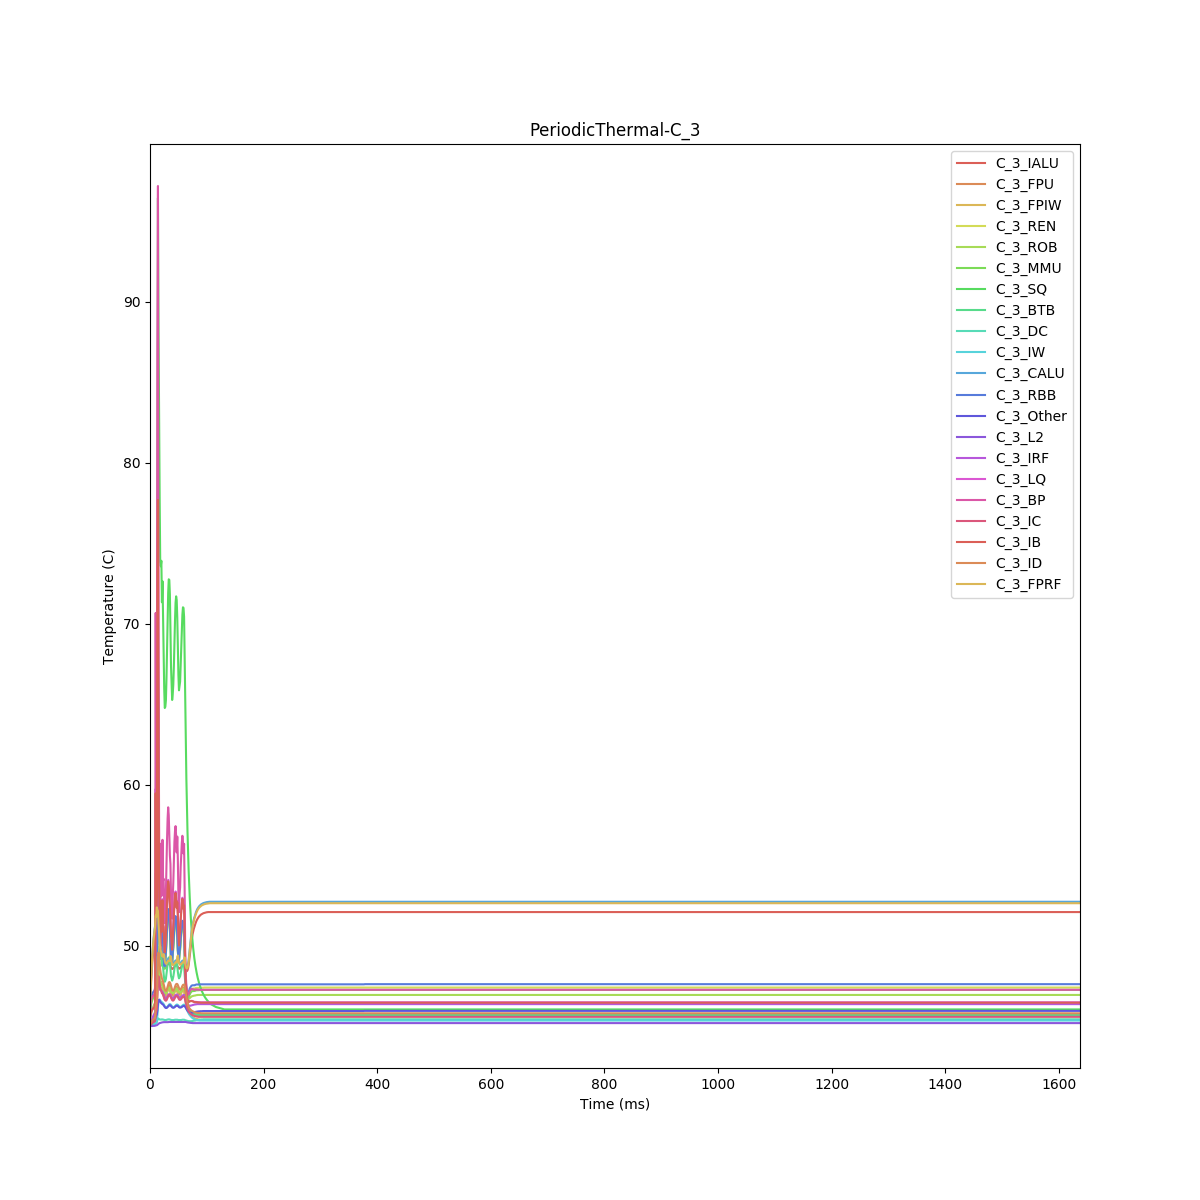 PeriodicThermal-C_3
C_3_IALU
C_3_FPU
C_3_FPIW
C_3_REN
C_3_ROB
C_3_MMU
C_3_SQ
C_3_BTB
C_3_DC
C_3_IW
C_3_CALU
C_3_RBB
C_3_Other
C_3_L2
C_3_IRF
C_3_LQ
C_3_BP
C_3_IC
C_3_IB
C_3_ID
C_3_FPRF
90
80
70
60
50
Temperature (C)
0 200 400 600 800 1000 1200 1400 1600
Time (ms)